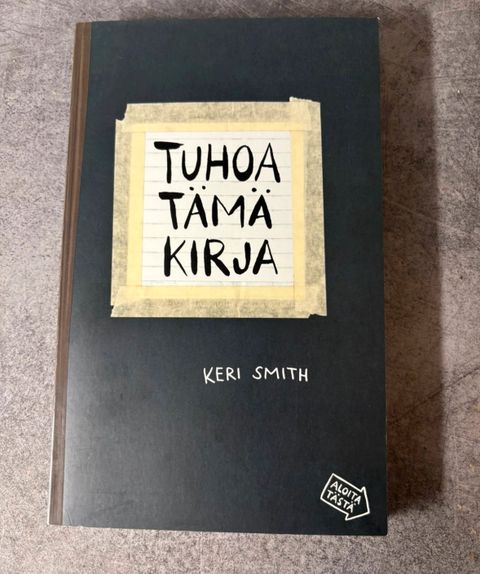 TUHOA
TÄMÄ
KIRJA
KERI SMITH
ALOITA
TÄSTÄ